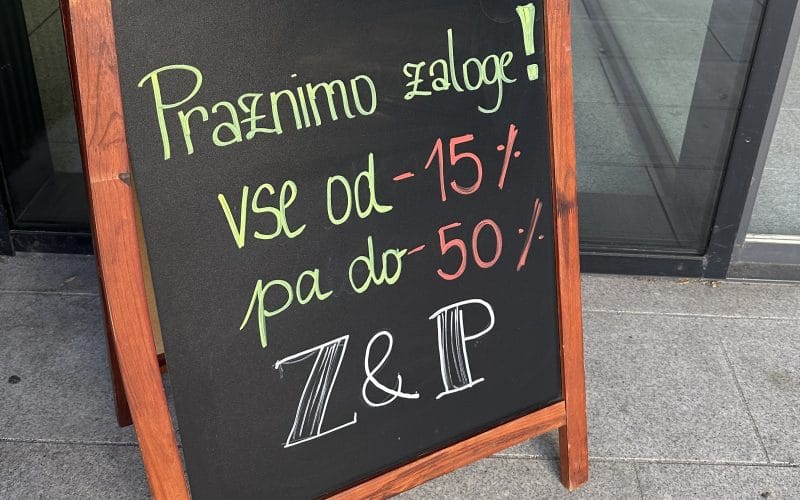 Praznimo zaloge!
vse od -15%
pa do -50%
Z&P